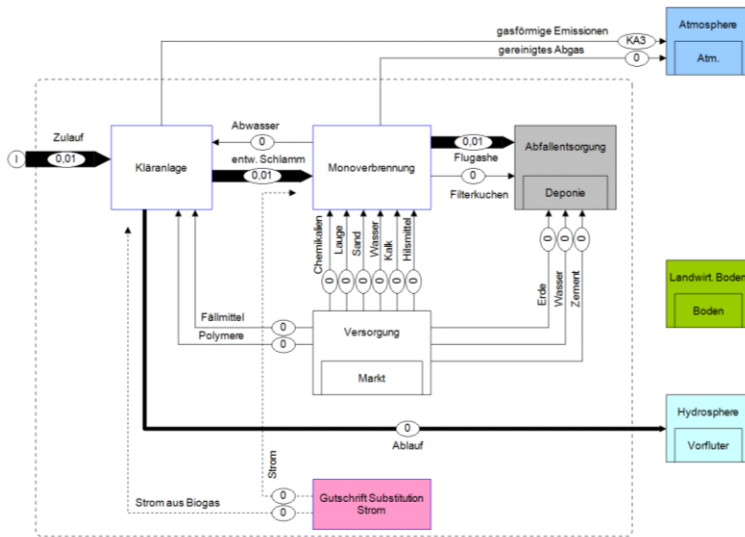 gasförmige Emissionen
KA3
gereinigtes Abgas
0
Atmosphere
Atm.
Zulauf
I
0,01
Kläranlage
Abwasser
0
entw. Schlamm
0,01
Monoverbrennung
0,01
Flugashe
0
Filterkuchen
Abfallentsorgung
Deponie
Chemikalien
0
Lauge
0
Sand
0
Wasser
0
Kalk
0
Hilsmittel
0
Erde
0
Wasser
0
Zement
0
Landwirt. Boden
Boden
Fällmittel
0
Polymere
0
Versorgung
Markt
Hydrosphere
Vorfluter
0
Ablauf
Strom
0
Strom aus Biogas
0
Gutschrift Substitution
Strom